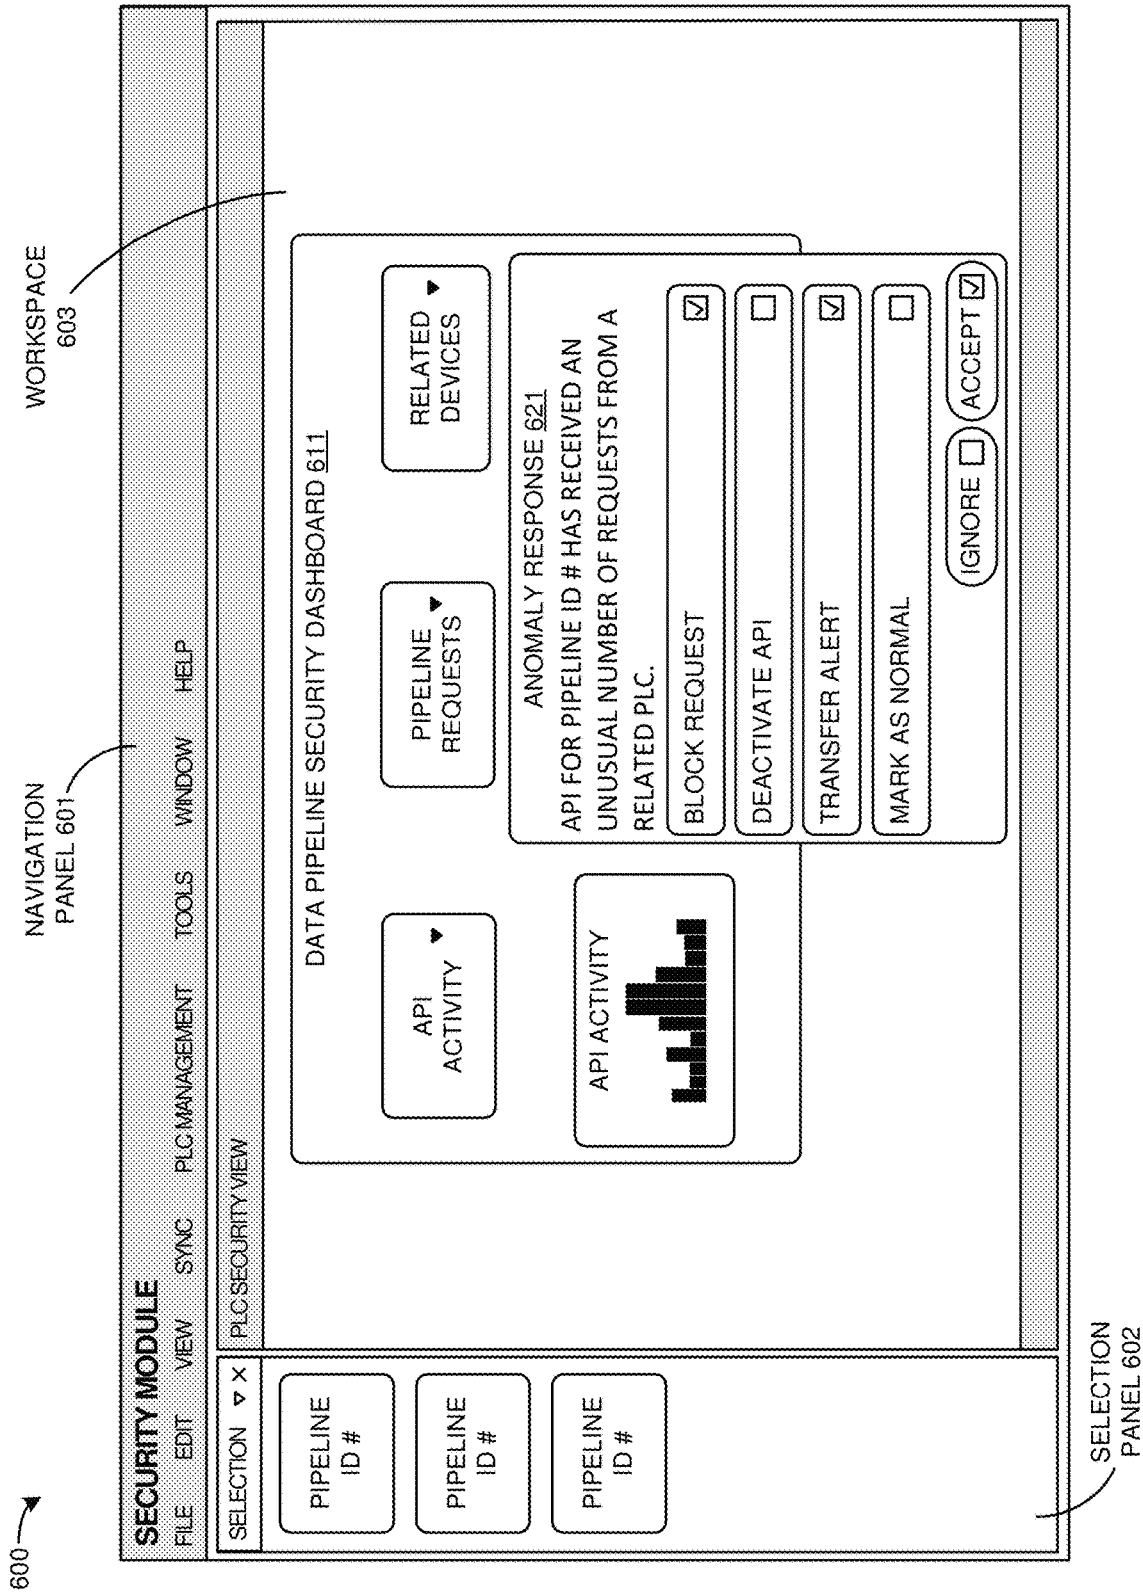 600
NAVIGATION
PANEL 601
WORKSPACE
603
SECURITY MODULE
FILE EDIT VIEW SYNC PLC MANAGEMENT TOOLS WINDOW HELP
SELECTION
PLC SECURITY VIEW
PIPELINE
ID #
PIPELINE
ID #
PIPELINE
ID #
DATA PIPELINE SECURITY DASHBOARD 611
API
ACTIVITY
PIPELINE
REQUESTS
RELATED
DEVICES
API ACTIVITY
ANOMALY RESPONSE 621
API FOR PIPELINE ID # HAS RECEIVED AN
UNUSUAL NUMBER OF REQUESTS FROM A
RELATED PLC.
BLOCK REQUEST
DEACTIVATE API
TRANSFER ALERT
MARK AS NORMAL
IGNORE ACCEPT
SELECTION
PANEL 602